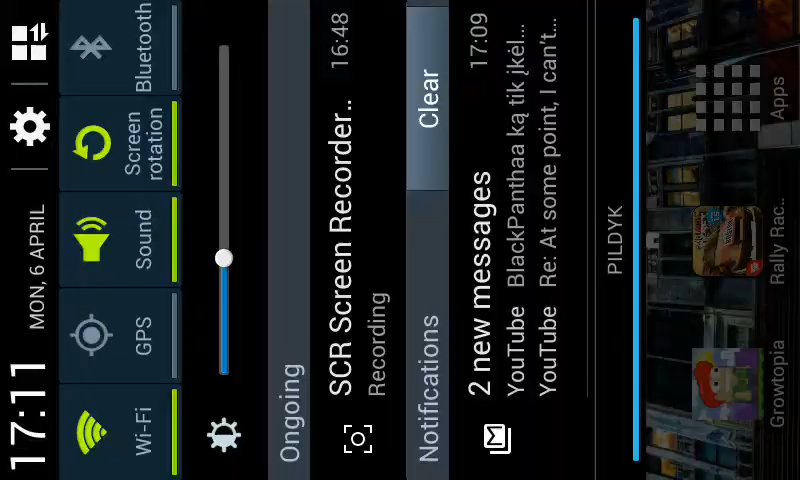 17:11 MON, 6 APRIL
Wi-Fi GPS Sound Screen rotation Bluetooth
Ongoing
SCR Screen Recorder.. 16:48
Recording
Notifications Clear
2 new messages 17:09
YouTube BlackPanthaa ką tik įkėl...
YouTube Re: At some point, I can't...
PILDYK
Growtopia Rally Rac.. Apps